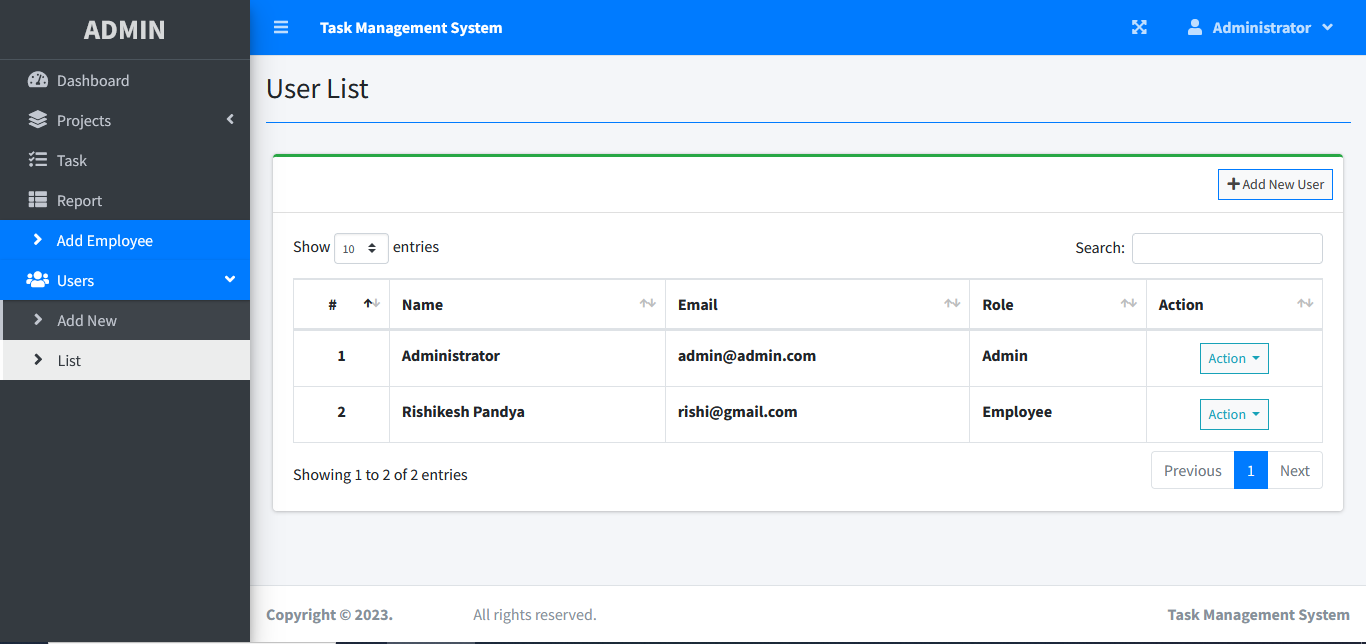 ADMIN
Task Management System
Administrator
Dashboard
Projects
Task
Report
Add Employee
Users
Add New
List
User List
Add New User
Show 10 entries
Search:
# Name Email Role Action
1 Administrator admin@admin.com Admin Action
2 Rishikesh Pandya rishi@gmail.com Employee Action
Showing 1 to 2 of 2 entries
Previous 1 Next
Copyright © 2023. All rights reserved. Task Management System